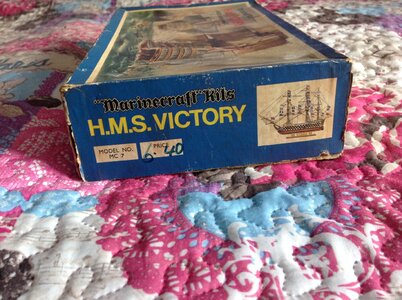 "Marinecraft" Kits
H.M.S. VICTORY
MODEL NO. PRICE
MC 7 6.40